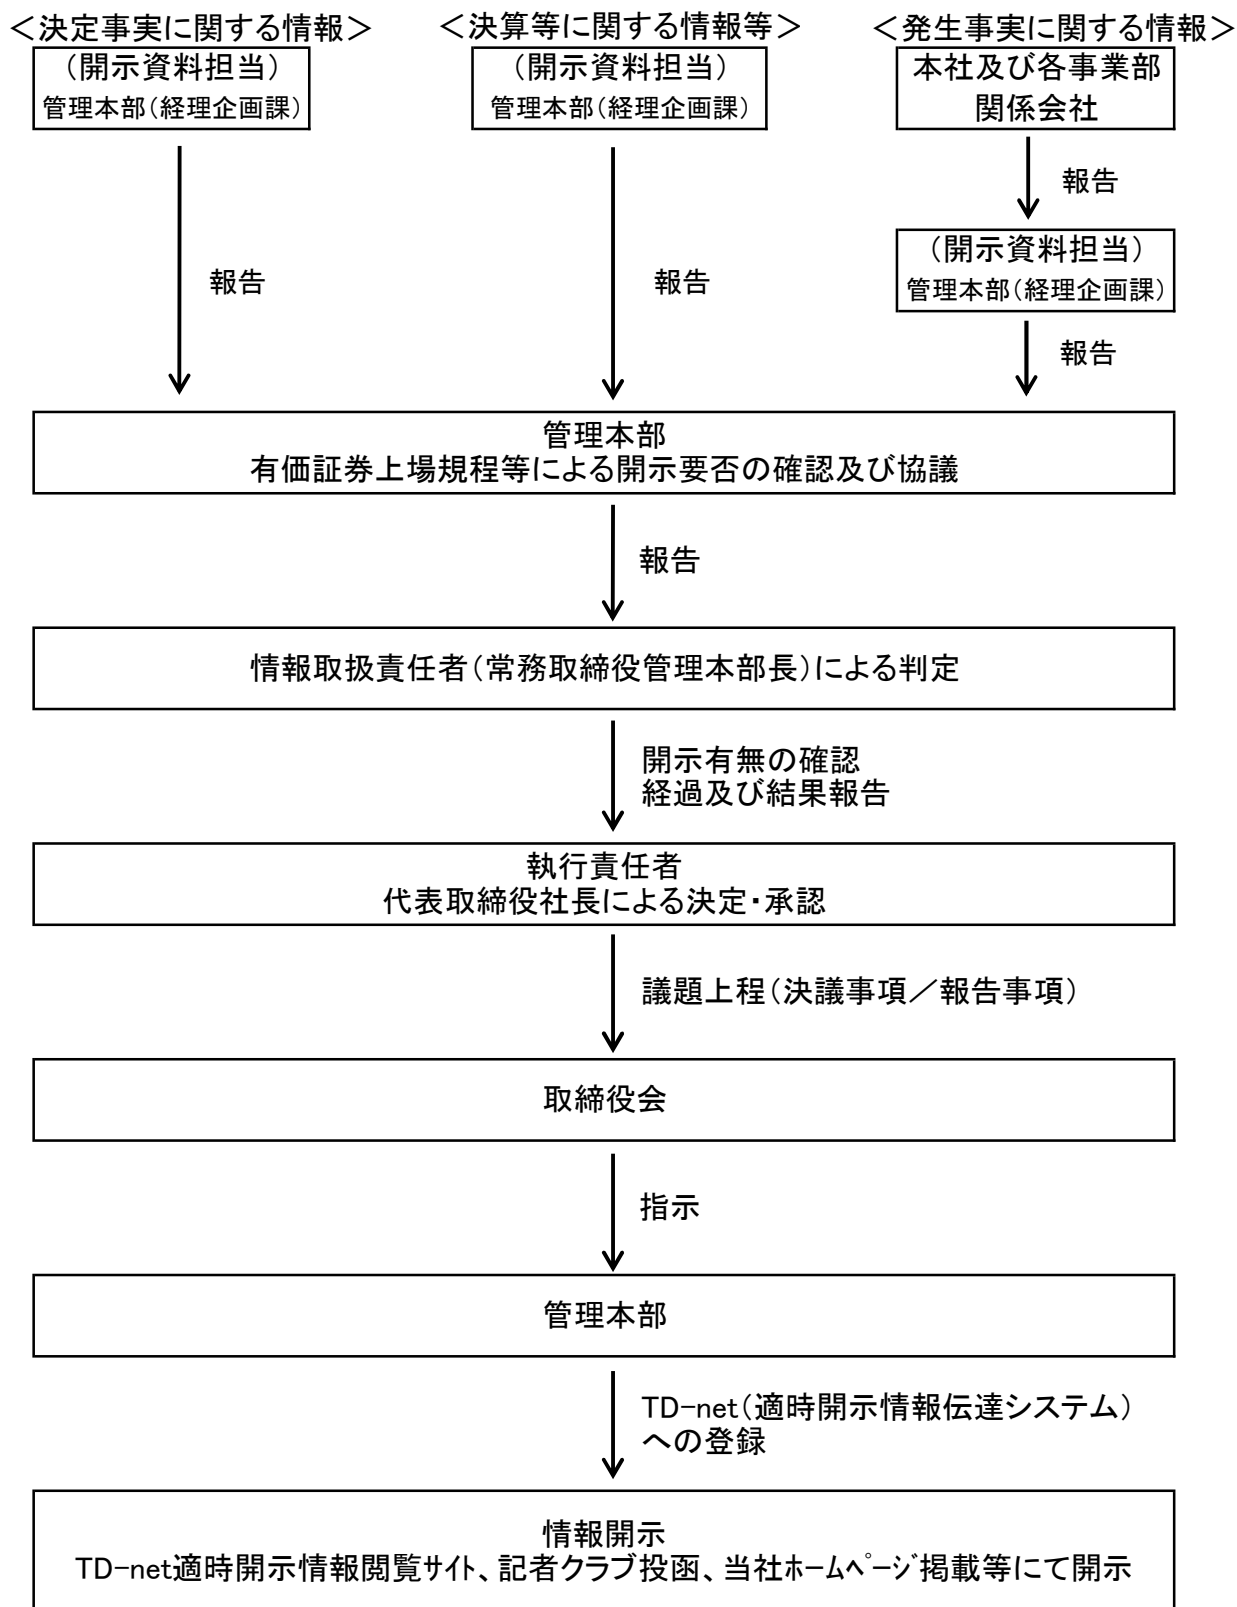 ＜決定事実に関する情報＞
（開示資料担当）
管理本部（経理企画課）
報告
＜決算等に関する情報等＞
（開示資料担当）
管理本部（経理企画課）
報告
＜発生事実に関する情報＞
本社及び各事業部
関係会社
報告
（開示資料担当）
管理本部（経理企画課）
報告
管理本部
有価証券上場規程等による開示要否の確認及び協議
報告
情報取扱責任者（常務取締役管理本部長）による判定
開示有無の確認
経過及び結果報告
執行責任者
代表取締役社長による決定・承認
議題上程（決議事項／報告事項）
取締役会
指示
管理本部
TD-net（適時開示情報伝達システム）
への登録
情報開示
TD-net適時開示情報閲覧ｻｲﾄ、記者クラブ投函、当社ﾎｰﾑﾍﾟｰｼﾞ掲載等にて開示